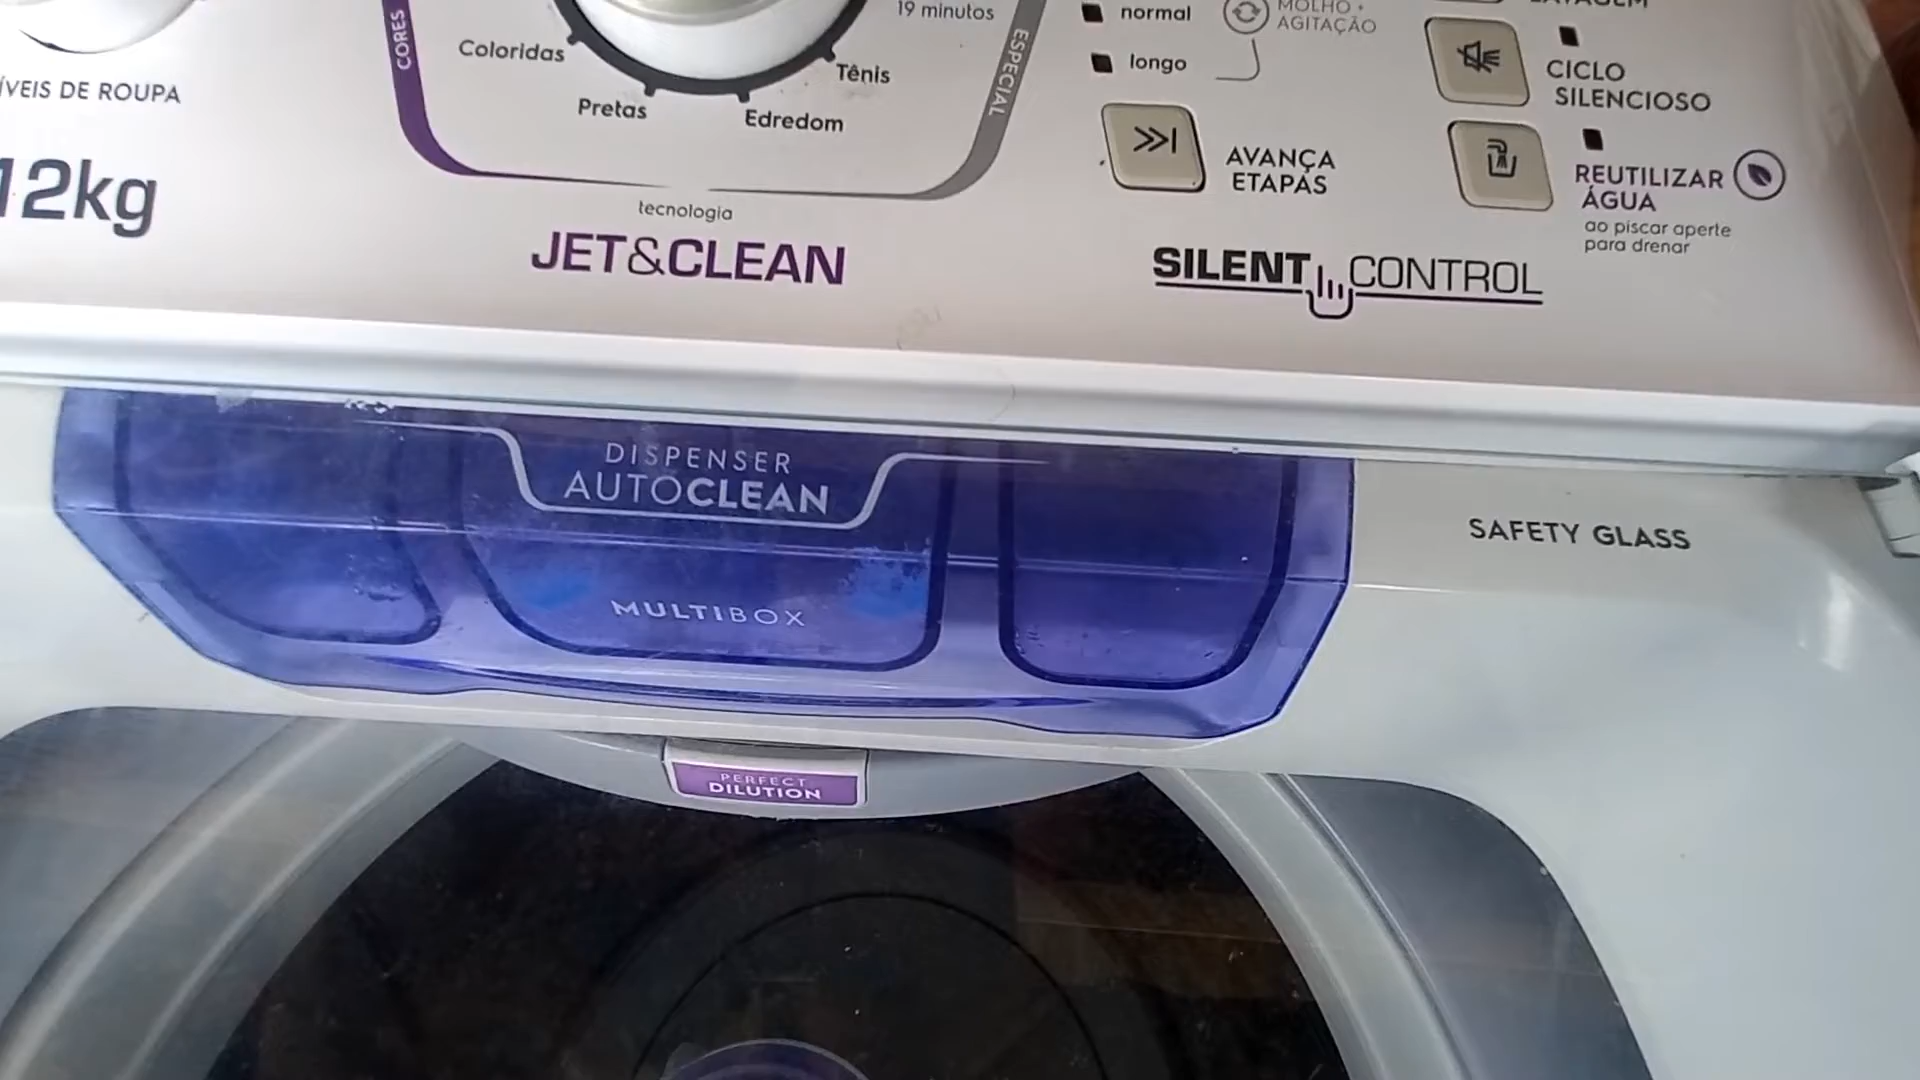 CORES
Coloridas
Pretas
Edredom
Tênis
19 minutos
ESPECIAL
normal
longo
MOLHO +
AGITAÇÃO
AVANÇA
ETAPAS
CICLO
SILENCIOSO
REUTILIZAR
ÁGUA
ao piscar aperte
para drenar
DE ROUPA
12kg
tecnologia
JET&CLEAN
SILENT CONTROL
DISPENSER
AUTOCLEAN
MULTIBOX
SAFETY GLASS
PERFECT
DILUTION